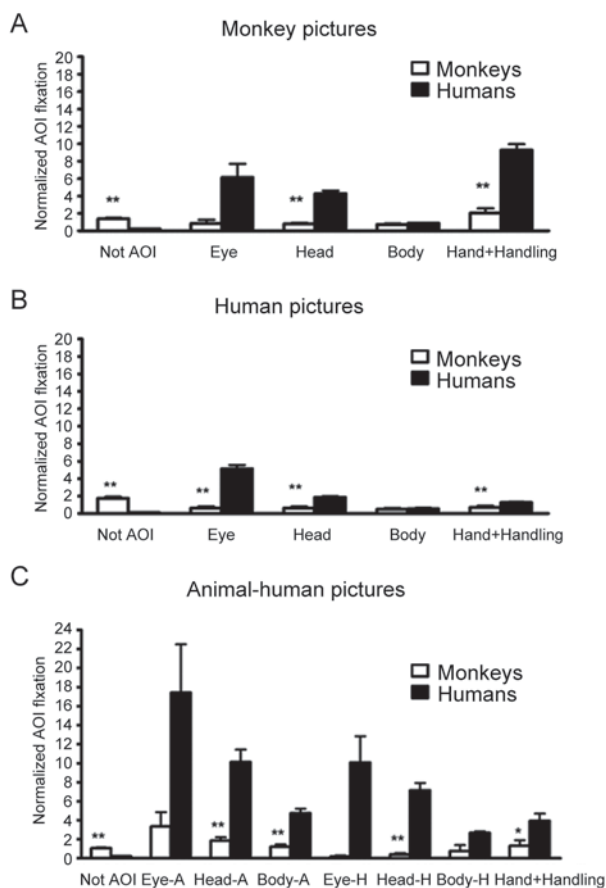 A
Monkey pictures
Normalized AOI fixation
20
18
16
14
12
10
8
6
4
2
0
Monkeys
Humans
**
**
**
Not AOI Eye Head Body Hand+Handling
B
Human pictures
Normalized AOI fixation
20
18
16
14
12
10
8
6
4
2
0
Monkeys
Humans
**
**
**
**
Not AOI Eye Head Body Hand+Handling
C
Animal-human pictures
Normalized AOI fixation
24
22
20
18
16
14
12
10
8
6
4
2
0
Monkeys
Humans
**
**
**
**
*
Not AOI Eye-A Head-A Body-A Eye-H Head-H Body-H Hand+Handling